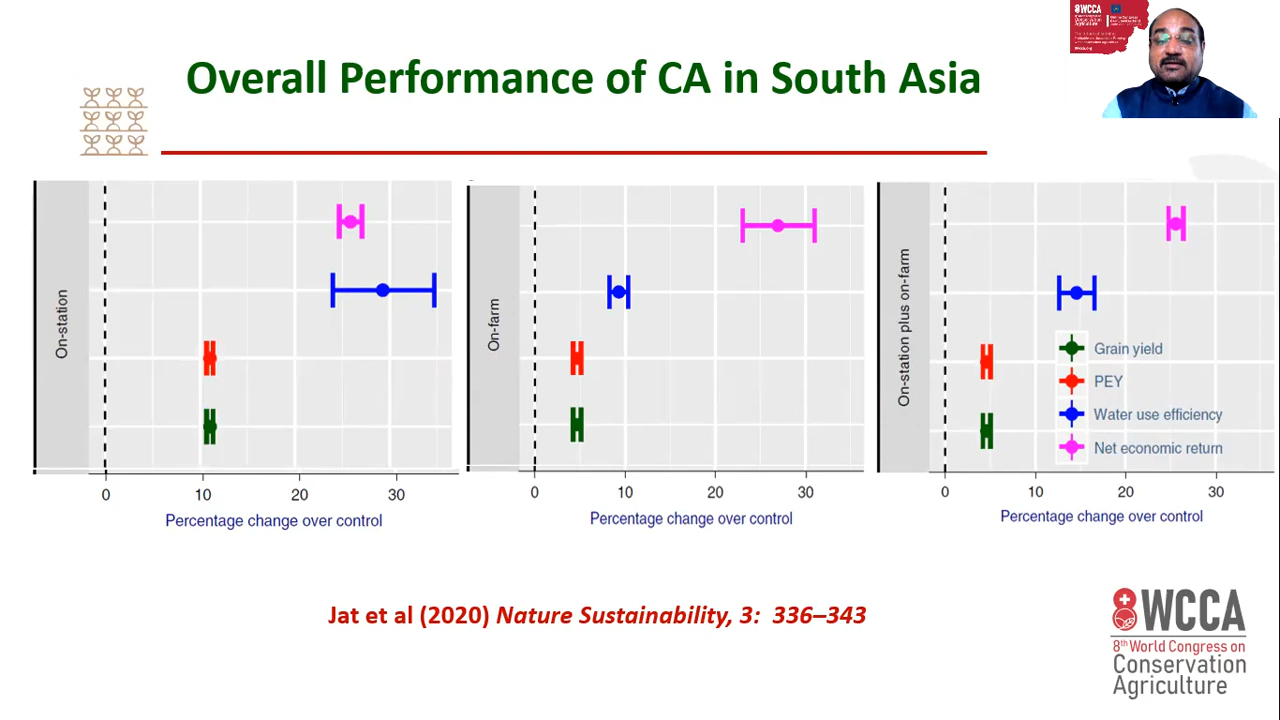 Overall Performance of CA in South Asia
8WCCA
On-station
0 10 20 30
Percentage change over control
On-farm
0 10 20 30
Percentage change over control
On-station plus on-farm
Grain yield
PEY
Water use efficiency
Net economic return
0 10 20 30
Percentage change over control
Jat et al (2020) Nature Sustainability, 3: 336–343
8WCCA
8th World Congress on
Conservation
Agriculture